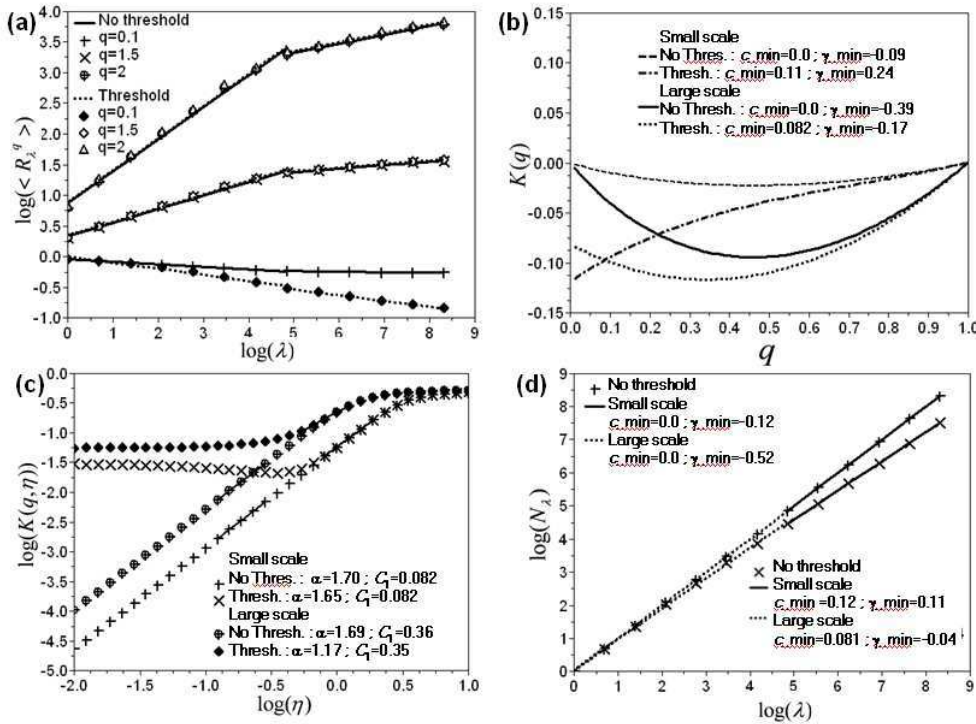 (a)
No threshold
q=0.1
q=1.5
q=2
Threshold
q=0.1
q=1.5
q=2
log(< R_λ^q >)
4.0
3.5
3.0
2.5
2.0
1.5
1.0
0.5
0.0
-0.5
-1.0
0 1 2 3 4 5 6 7 8 9
log(λ)
(b)
Small scale
No Thres. : c_min=0.0 ; γ_min=-0.09
Thresh. : c_min=0.11 ; γ_min=0.24
Large scale
No Thresh. : c_min=0.0 ; γ_min=-0.39
Thresh. : c_min=0.082 ; γ_min=-0.17
K(q)
0.15
0.10
0.05
0.00
-0.05
-0.10
-0.15
0.0 0.1 0.2 0.3 0.4 0.5 0.6 0.7 0.8 0.9 1.0
q
(c)
log(K(q,η))
0.0
-0.5
-1.0
-1.5
-2.0
-2.5
-3.0
-3.5
-4.0
-4.5
-5.0
Small scale
No Thres. : α=1.70 ; C1=0.082
Thresh. : α=1.65 ; C1=0.082
Large scale
No Thresh. : α=1.69 ; C1=0.36
Thresh. : α=1.17 ; C1=0.35
-2.0 -1.5 -1.0 -0.5 0.0 0.5 1.0
log(η)
(d)
No threshold
Small scale
c_min=0.0 ; γ_min=-0.12
Large scale
c_min=0.0 ; γ_min=-0.52
log(N_λ)
9
8
7
6
5
4
3
2
1
0
No threshold
Small scale
c_min =0.12 ; γ_min=0.11
Large scale
c_min=0.081 ; γ_min=-0.04
0 1 2 3 4 5 6 7 8 9
log(λ)